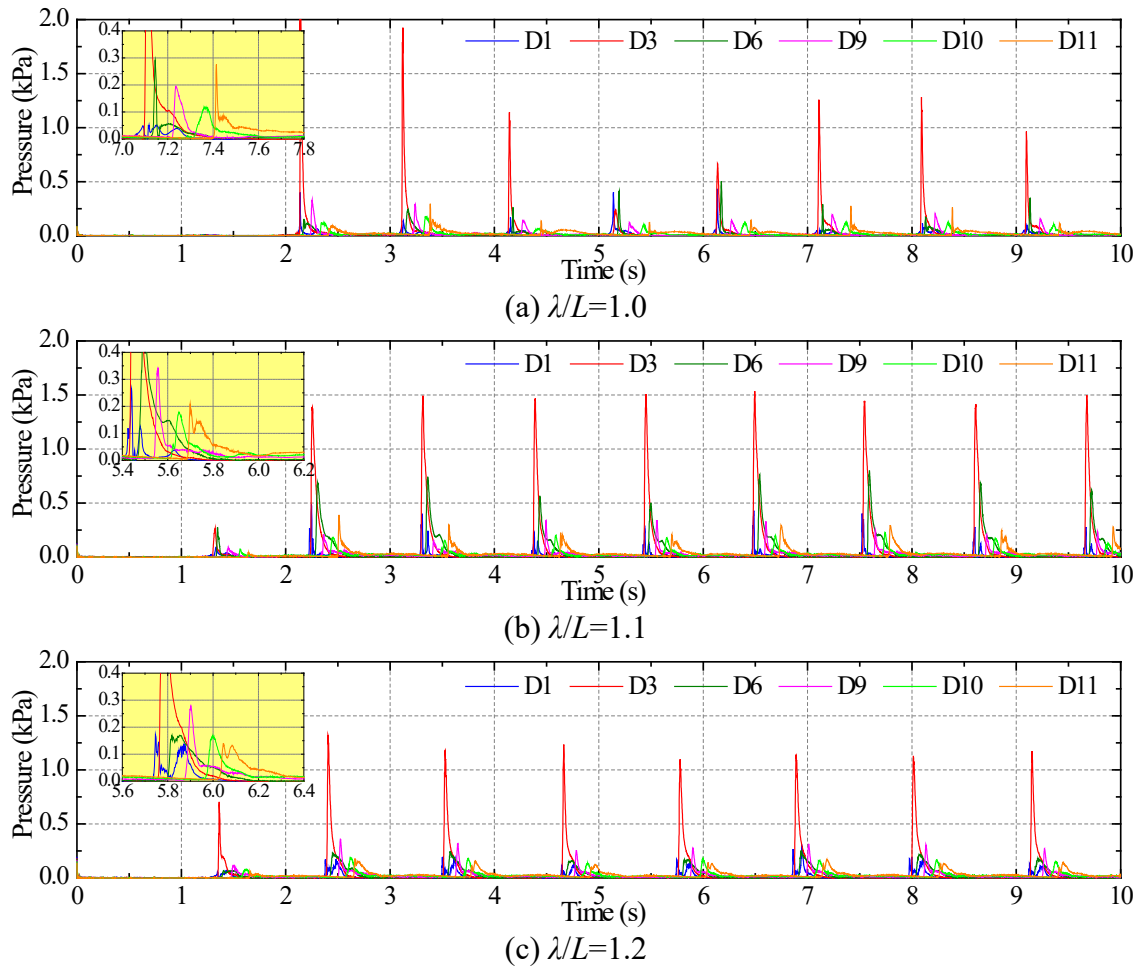 2.0
1.5
1.0
0.5
0.0
Pressure (kPa)
0.4
0.3
0.2
0.1
0.0
7.0 7.2 7.4 7.6 7.8
D1 D3 D6 D9 D10 D11
0 1 2 3 4 5 6 7 8 9 10
Time (s)
(a) λ/L=1.0
2.0
1.5
1.0
0.5
0.0
Pressure (kPa)
0.4
0.3
0.2
0.1
0.0
5.4 5.6 5.8 6.0 6.2
D1 D3 D6 D9 D10 D11
0 1 2 3 4 5 6 7 8 9 10
Time (s)
(b) λ/L=1.1
2.0
1.5
1.0
0.5
0.0
Pressure (kPa)
0.4
0.3
0.2
0.1
0.0
5.6 5.8 6.0 6.2 6.4
D1 D3 D6 D9 D10 D11
0 1 2 3 4 5 6 7 8 9 10
Time (s)
(c) λ/L=1.2